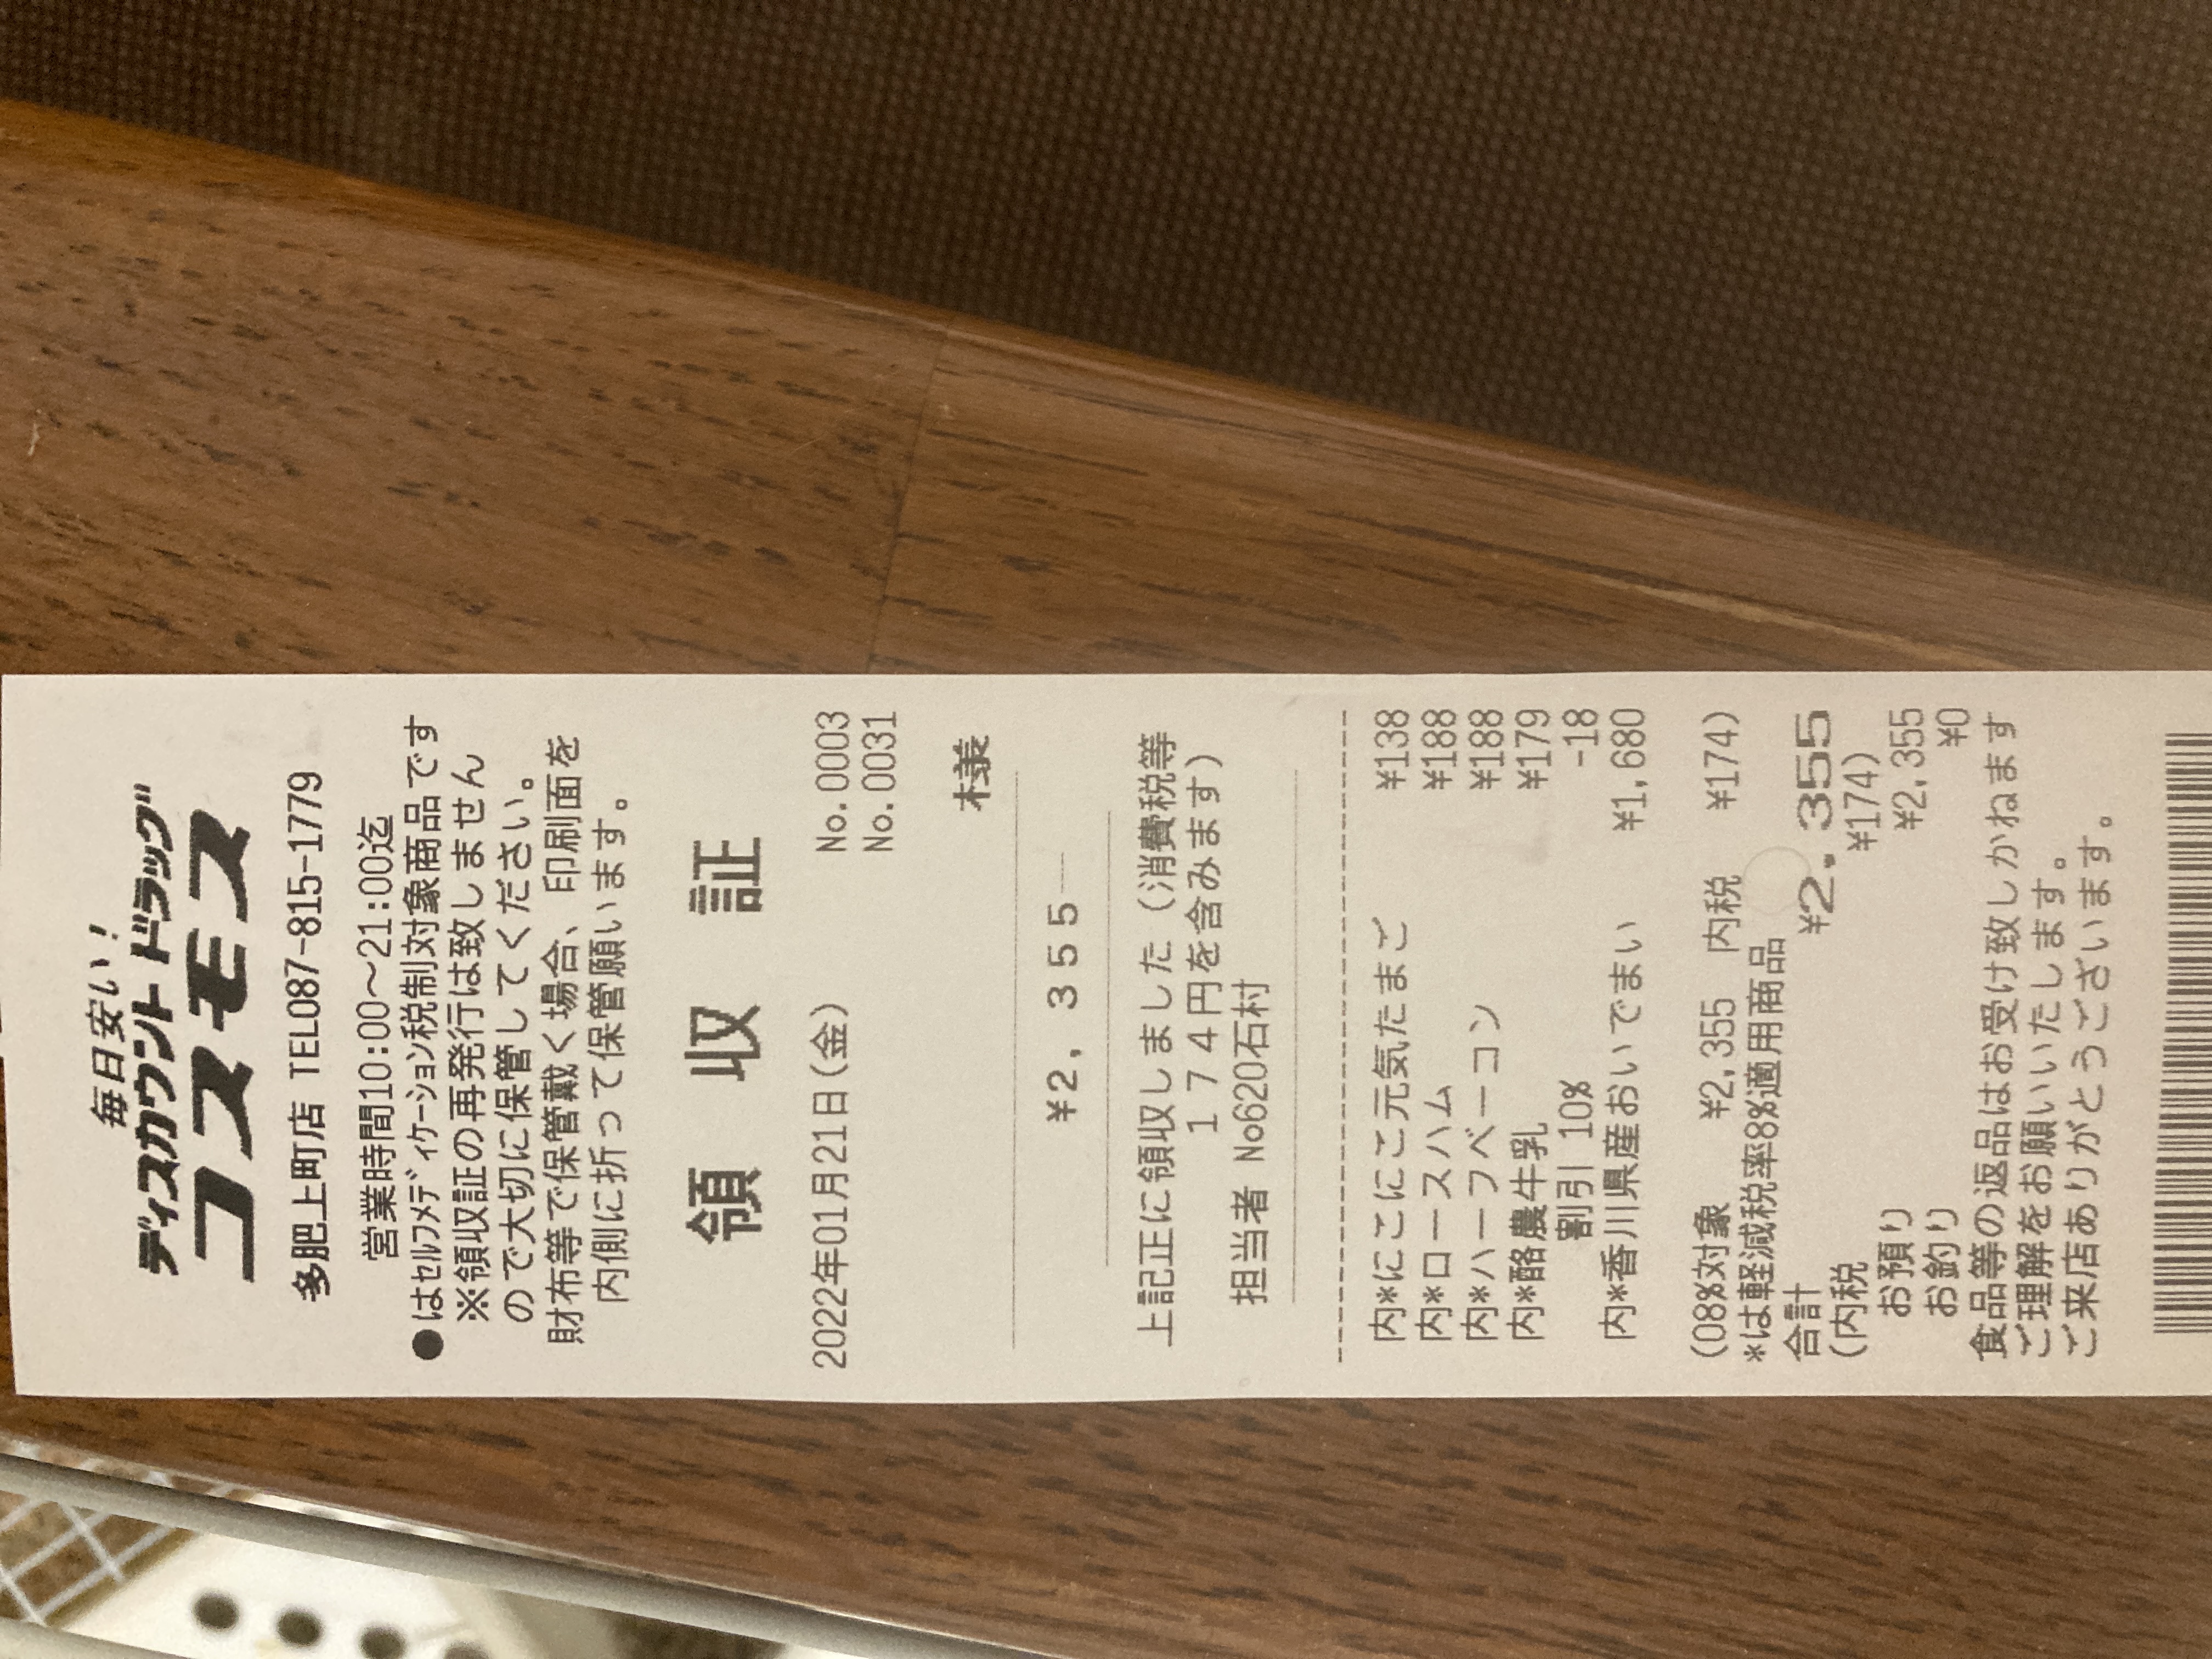 毎日安い!
ディスカウント ドラッグ
コスモス
多肥上町店 TEL087-815-1779
営業時間10:00～21:00迄
●はｾﾙﾌﾒﾃﾞｨｹｰｼｮﾝ税制対象商品です
※領収証の再発行は致しません
ので大切に保管してください。
財布等で保管戴く場合、印刷面を
内側に折って保管願います。
領 収 証
2022年01月21日(金) No.0003
No.0031
様
¥2,355―
上記正に領収しました（消費税等
１７４円を含みます）
担当者 No620石村
内*にこにこ元気たまご ¥138
内*ロースハム ¥188
内*ハーフベーコン ¥188
内*酪農牛乳 ¥179
割引 10% -18
内*香川県産おいでまい ¥1,680
(08%対象 ¥2,355 内税 ¥174)
*は軽減税率8%適用商品
合計 ¥2,355
(内税 ¥174)
お預り ¥2,355
お釣り ¥0
食品等の返品はお受け致しかねます
ご理解をお願いいたします。
ご来店ありがとうございます。